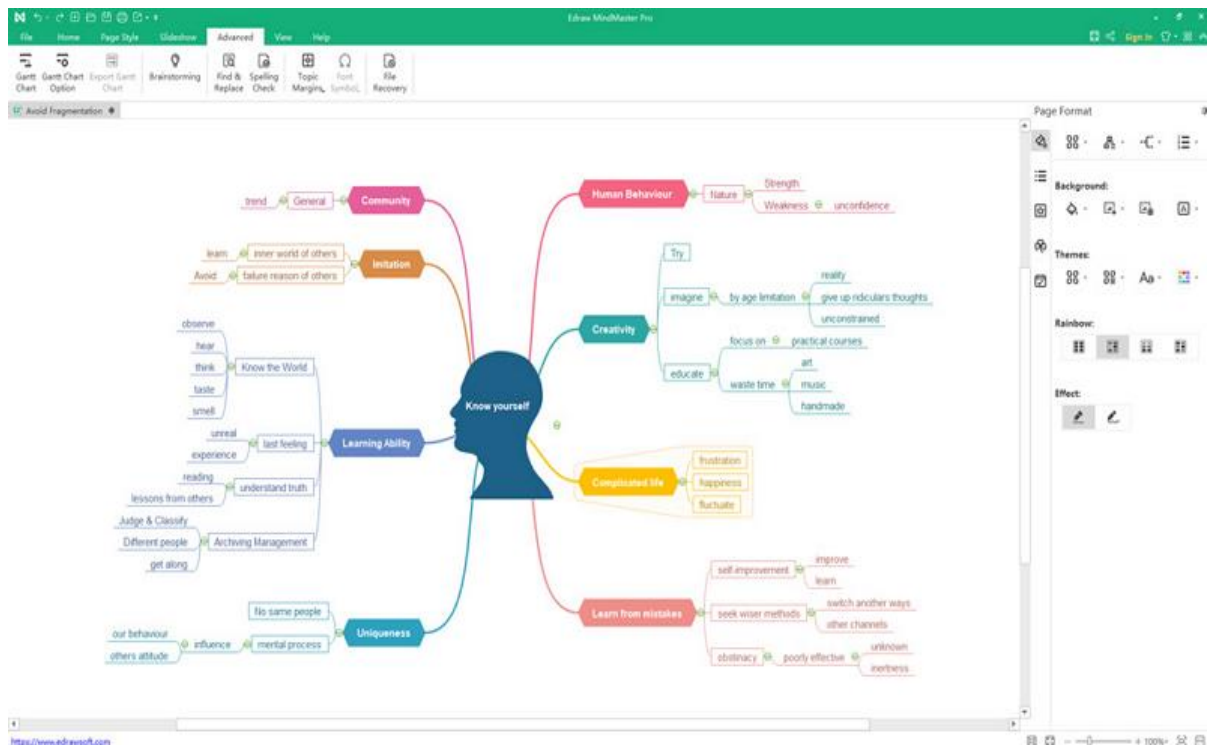 Edraw MindMaster Pro
File Home Page Style Slideshow Advanced View Help
Sign In
Gantt Chart
Gantt Chart Option
Export Gantt Chart
Brainstorming
Find & Replace
Spelling Check
Topic Margins
Font Symbol
File Recovery
Avoid Fragmentation
Page Format
Background:
Themes:
Aa
Rainbow:
Effect:
Know yourself
Community
General
trend
Imitation
inner world of others
learn
failure reason of others
Avoid
Learning Ability
Know the World
observe
hear
think
taste
smell
last feeling
unreal
experience
understand truth
reading
lessons from others
Archiving Management
Judge & Classify
Different people
get along
Uniqueness
No same people
mental process
influence
our behaviour
others attitude
Human Behaviour
Nature
Strength
Weakness
unconfidence
Creativity
Try
imagine
by age limitation
reality
give up ridiculars thoughts
unconstrained
educate
focus on
practical courses
waste time
art
music
handmade
Complicated life
frustration
happiness
fluctuate
Learn from mistakes
self-improvement
improve
learn
seek wiser methods
switch another ways
other channels
obstinacy
poorly effective
unknown
inertness
https://www.edrawsoft.com
100%